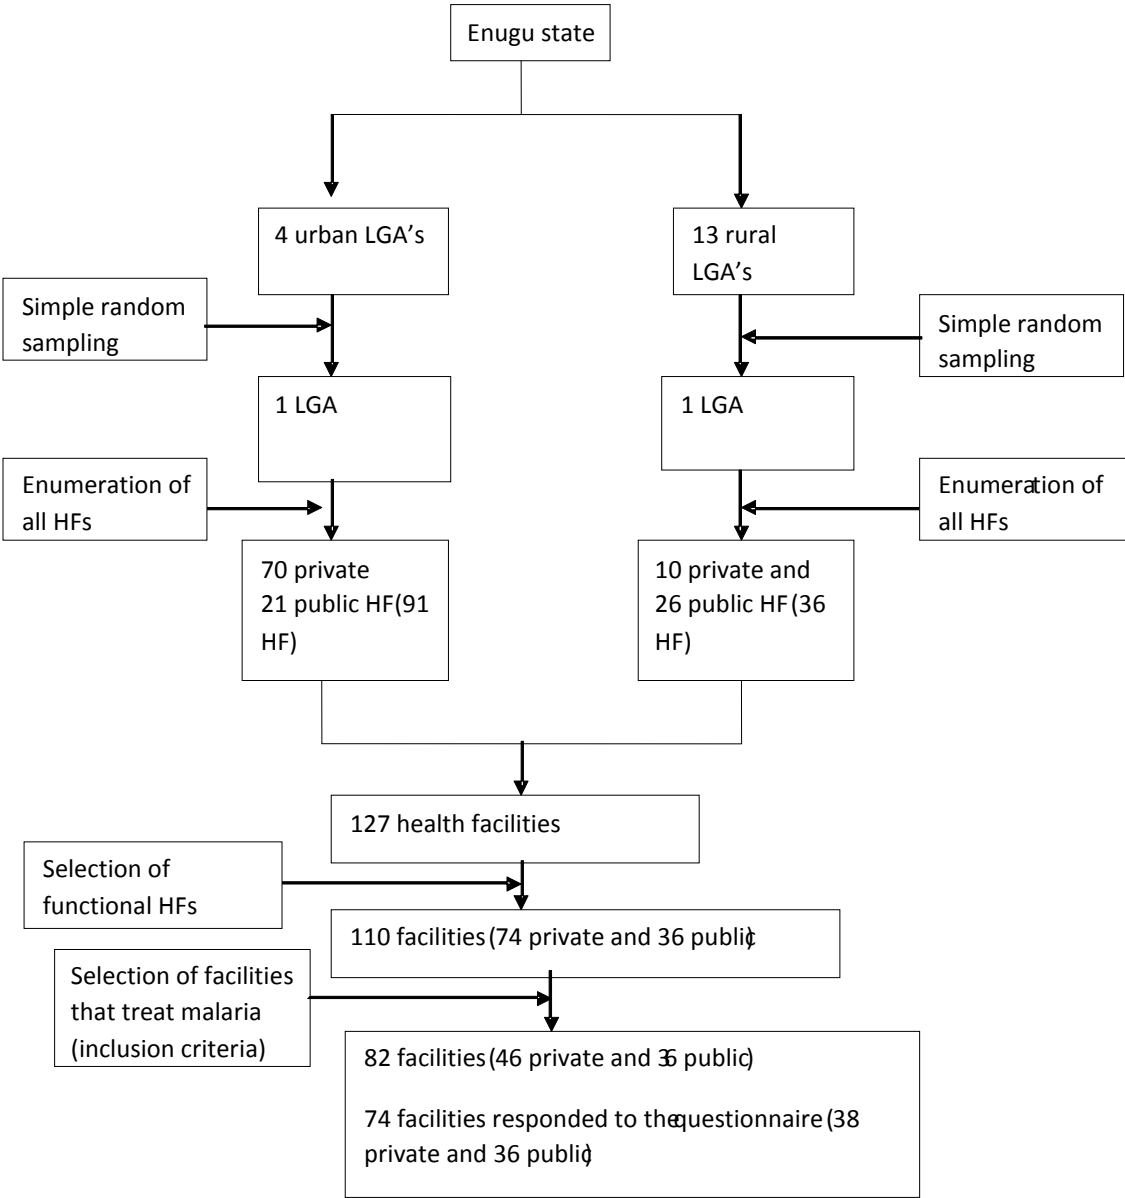 Enugu state
4 urban LGA's
13 rural
LGA's
Simple random
sampling
Simple random
sampling
1 LGA
1 LGA
Enumeration of
all HFs
Enumeration of
all HFs
70 private
21 public HF(91
HF)
10 private and
26 public HF(36
HF)
127 health facilities
Selection of
functional HFs
110 facilities (74 private and 36 public)
Selection of facilities
that treat malaria
(inclusion criteria)
82 facilities (46 private and 36 public)
74 facilities responded to the questionnaire (38
private and 36 public)